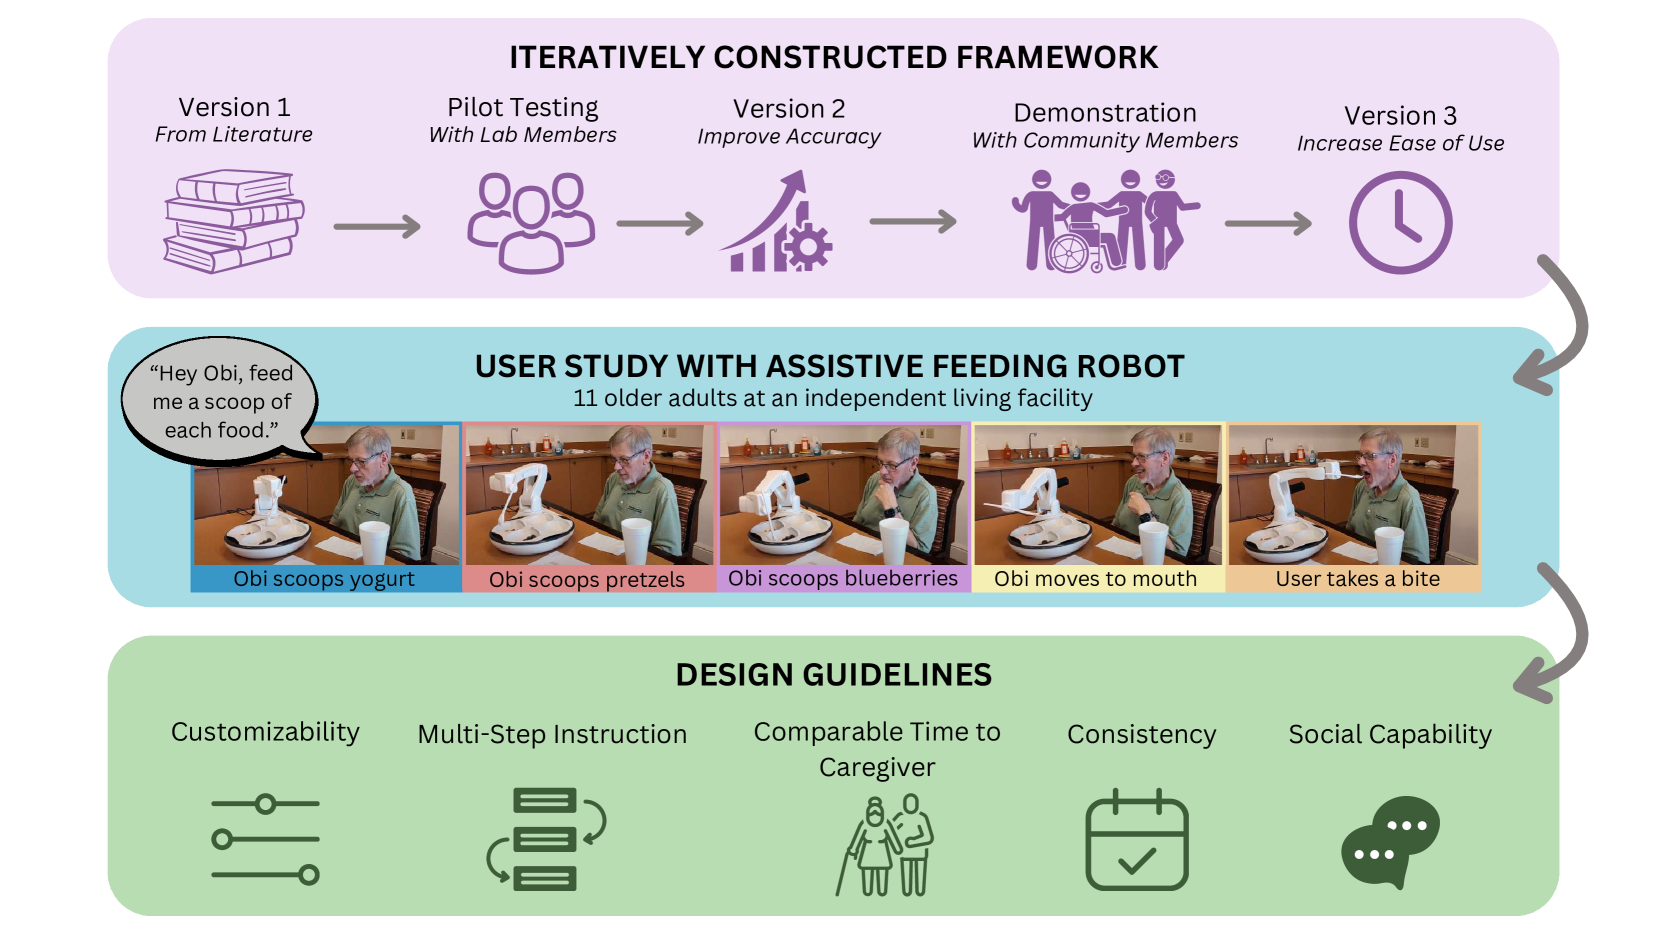 ITERATIVELY CONSTRUCTED FRAMEWORK
Version 1
From Literature
Pilot Testing
With Lab Members
Version 2
Improve Accuracy
Demonstration
With Community Members
Version 3
Increase Ease of Use
“Hey Obi, feed
me a scoop of
each food.”
USER STUDY WITH ASSISTIVE FEEDING ROBOT
11 older adults at an independent living facility
Obi scoops yogurt
Obi scoops pretzels
Obi scoops blueberries
Obi moves to mouth
User takes a bite
DESIGN GUIDELINES
Customizability
Multi-Step Instruction
Comparable Time to
Caregiver
Consistency
Social Capability